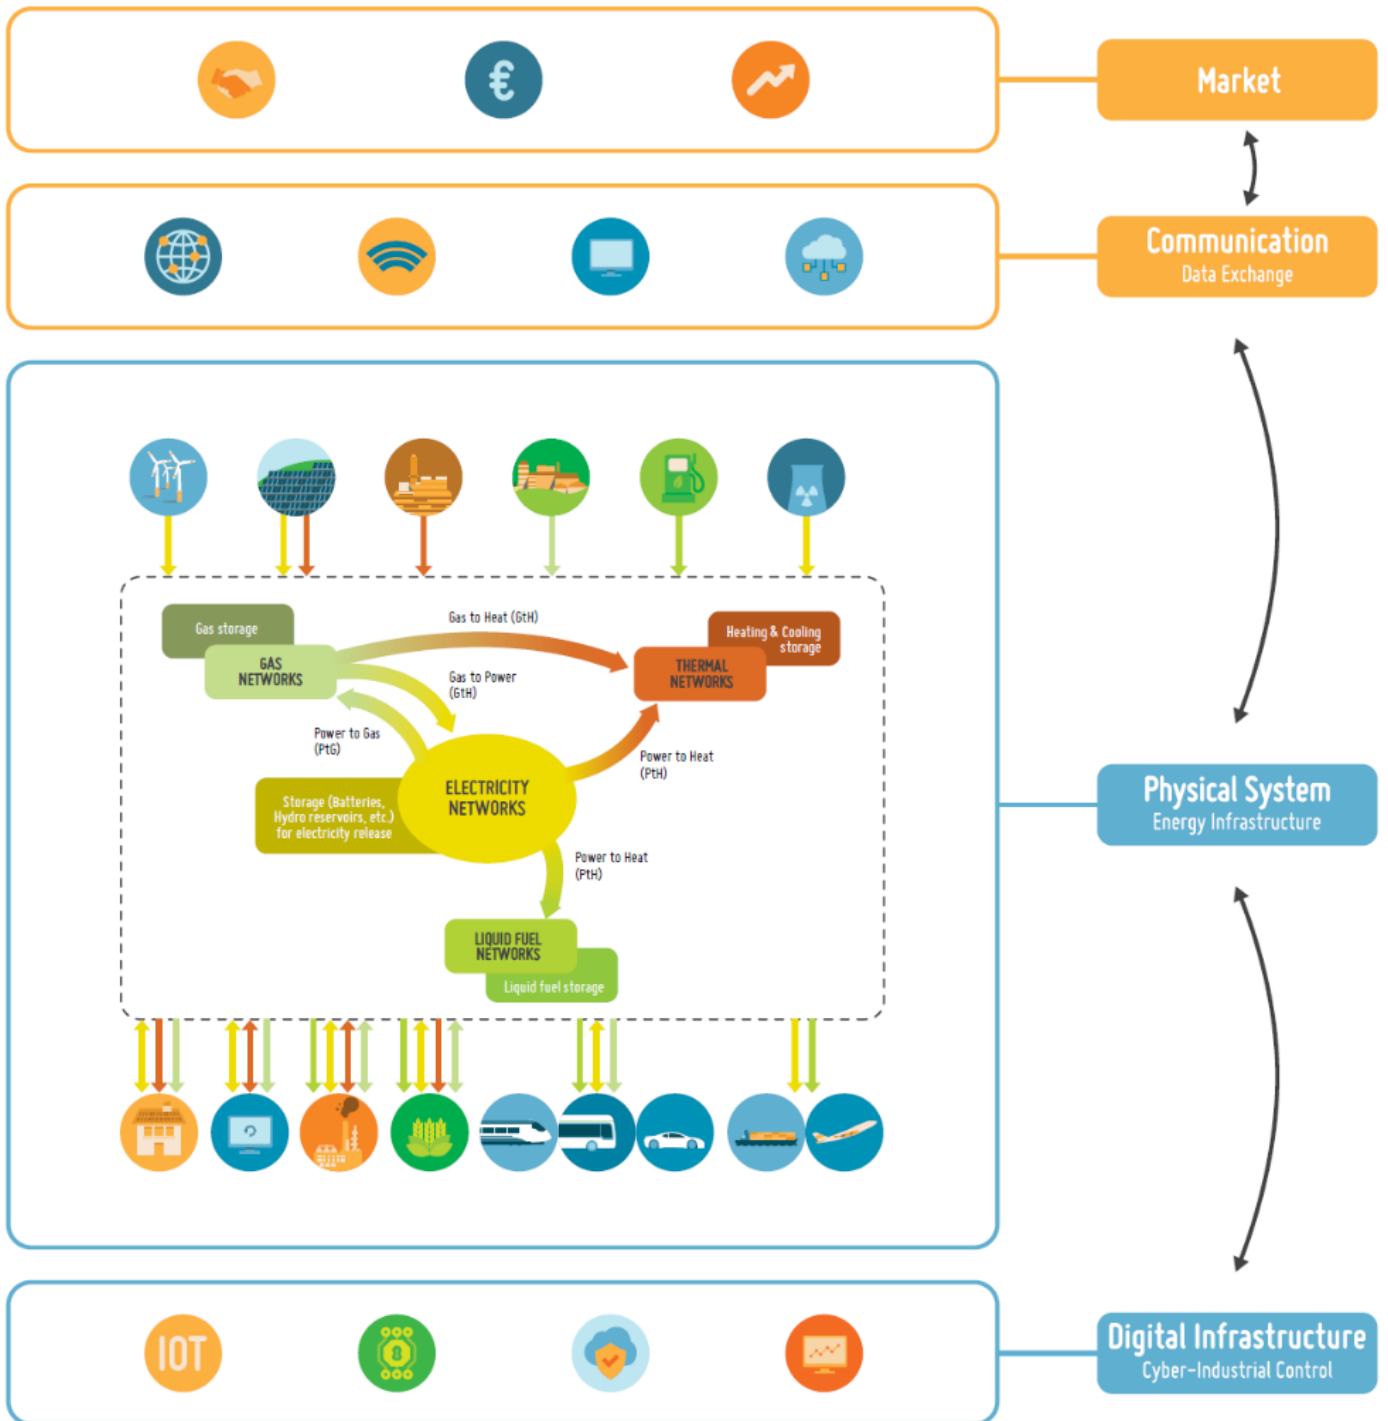 €
Market
Communication
Data Exchange
Gas storage
GAS
NETWORKS
Gas to Heat (GtH)
Heating & Cooling
storage
THERMAL
NETWORKS
Gas to Power
(GtH)
Power to Gas
(PtG)
Power to Heat
(PtH)
ELECTRICITY
NETWORKS
Storage (Batteries,
Hydro reservoirs, etc.)
for electricity release
Power to Heat
(PtH)
LIQUID FUEL
NETWORKS
Liquid fuel storage
Physical System
Energy Infrastructure
IOT
Digital Infrastructure
Cyber-Industrial Control